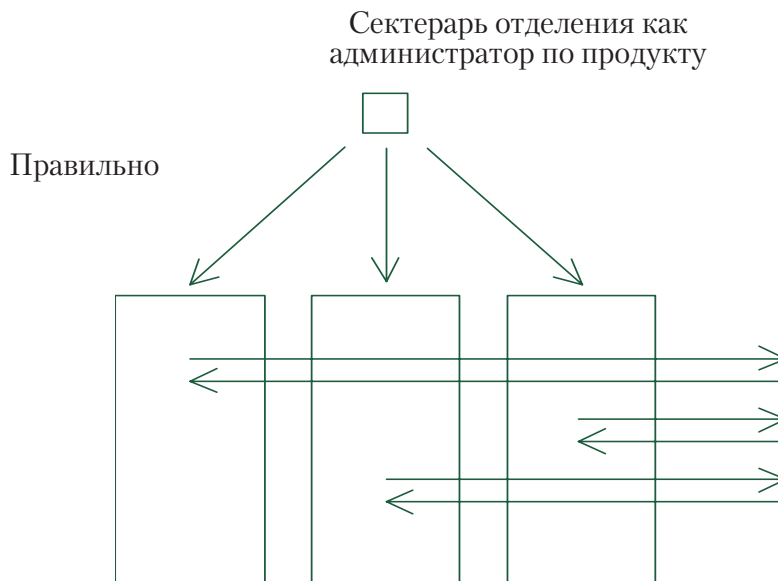 Сектерарь отделения как
администратор по продукту
Правильно